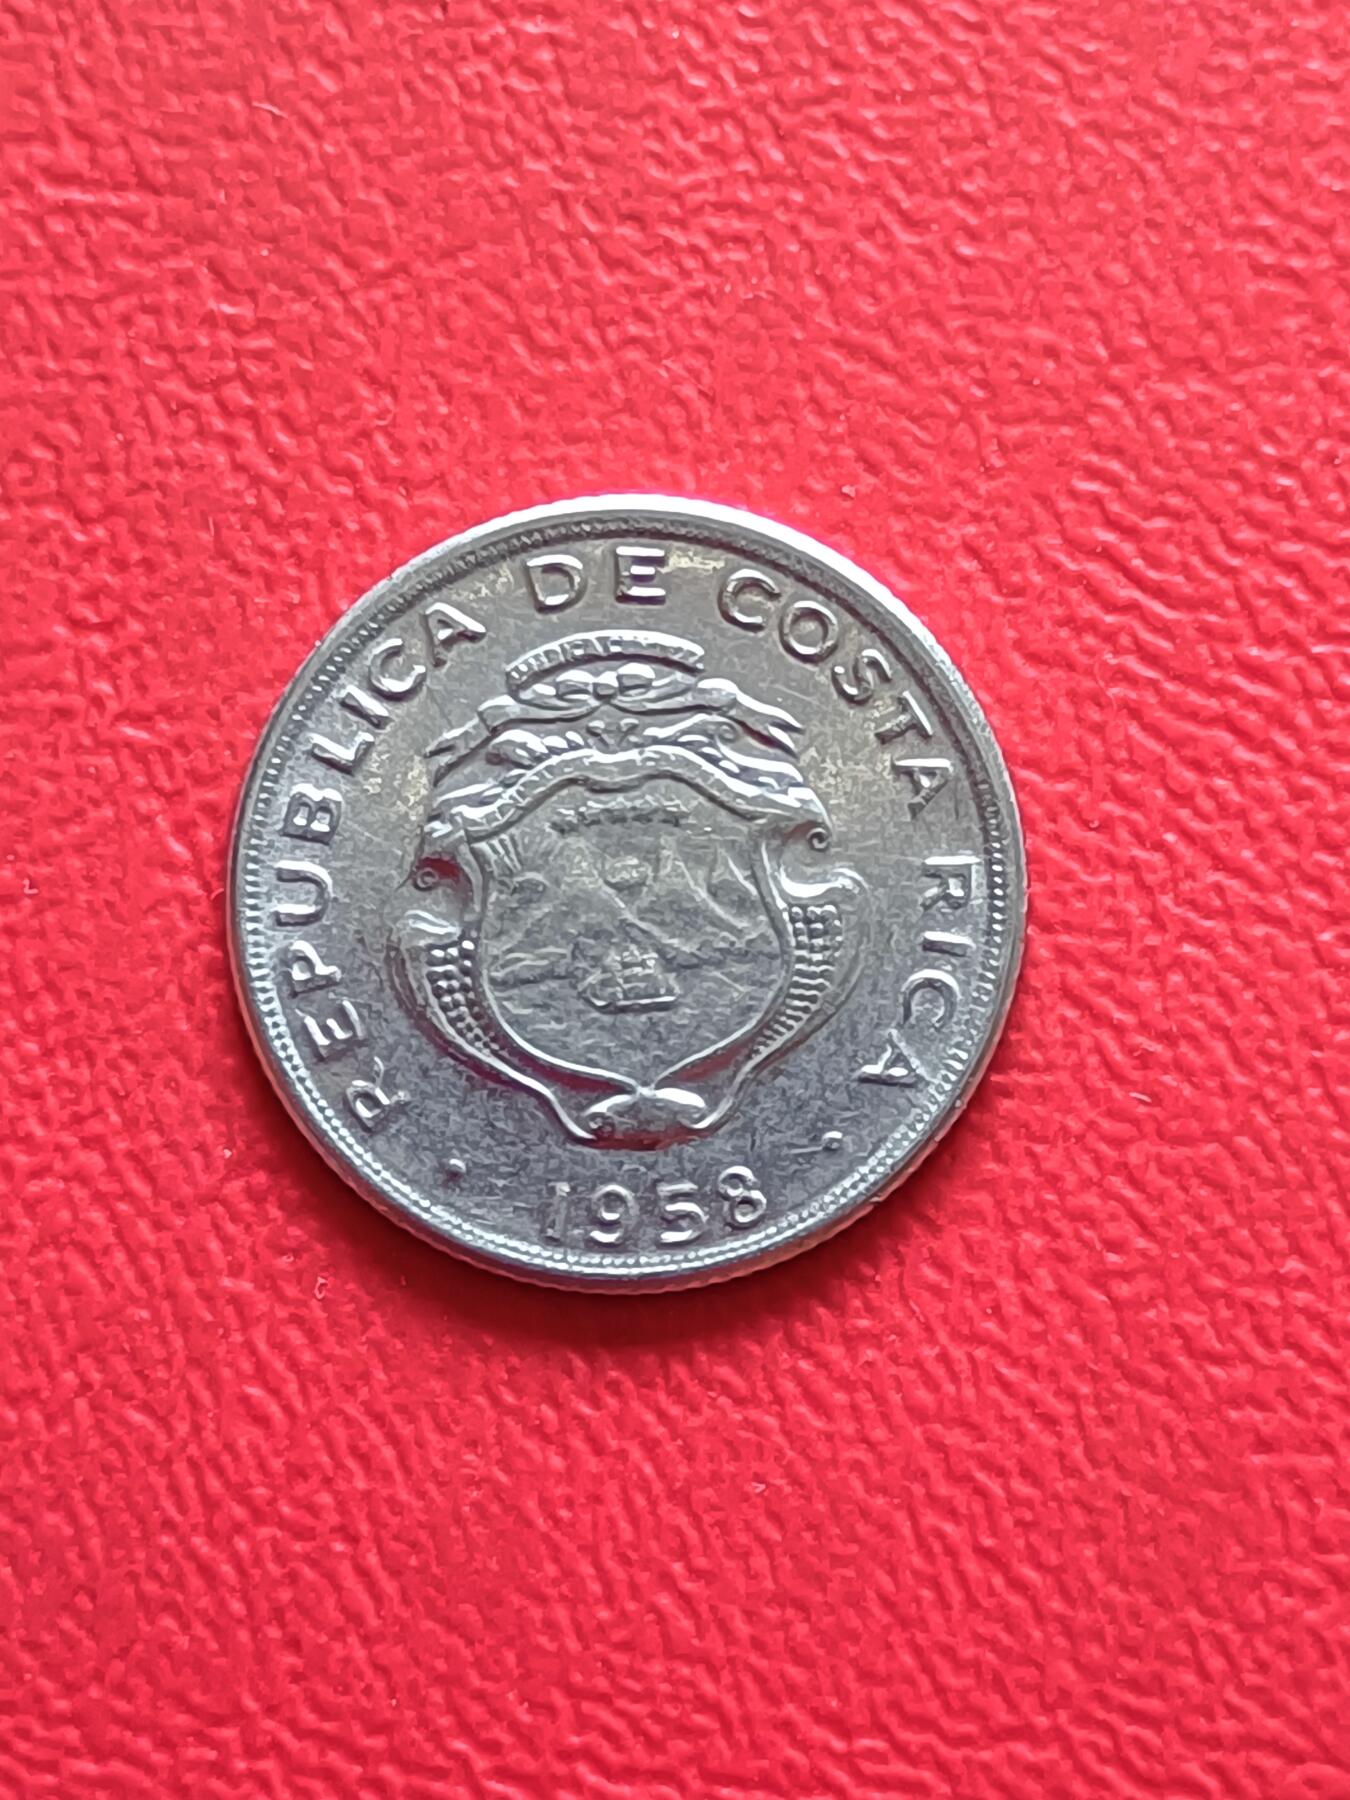 REPUBLICA DE COSTA RICA
1958